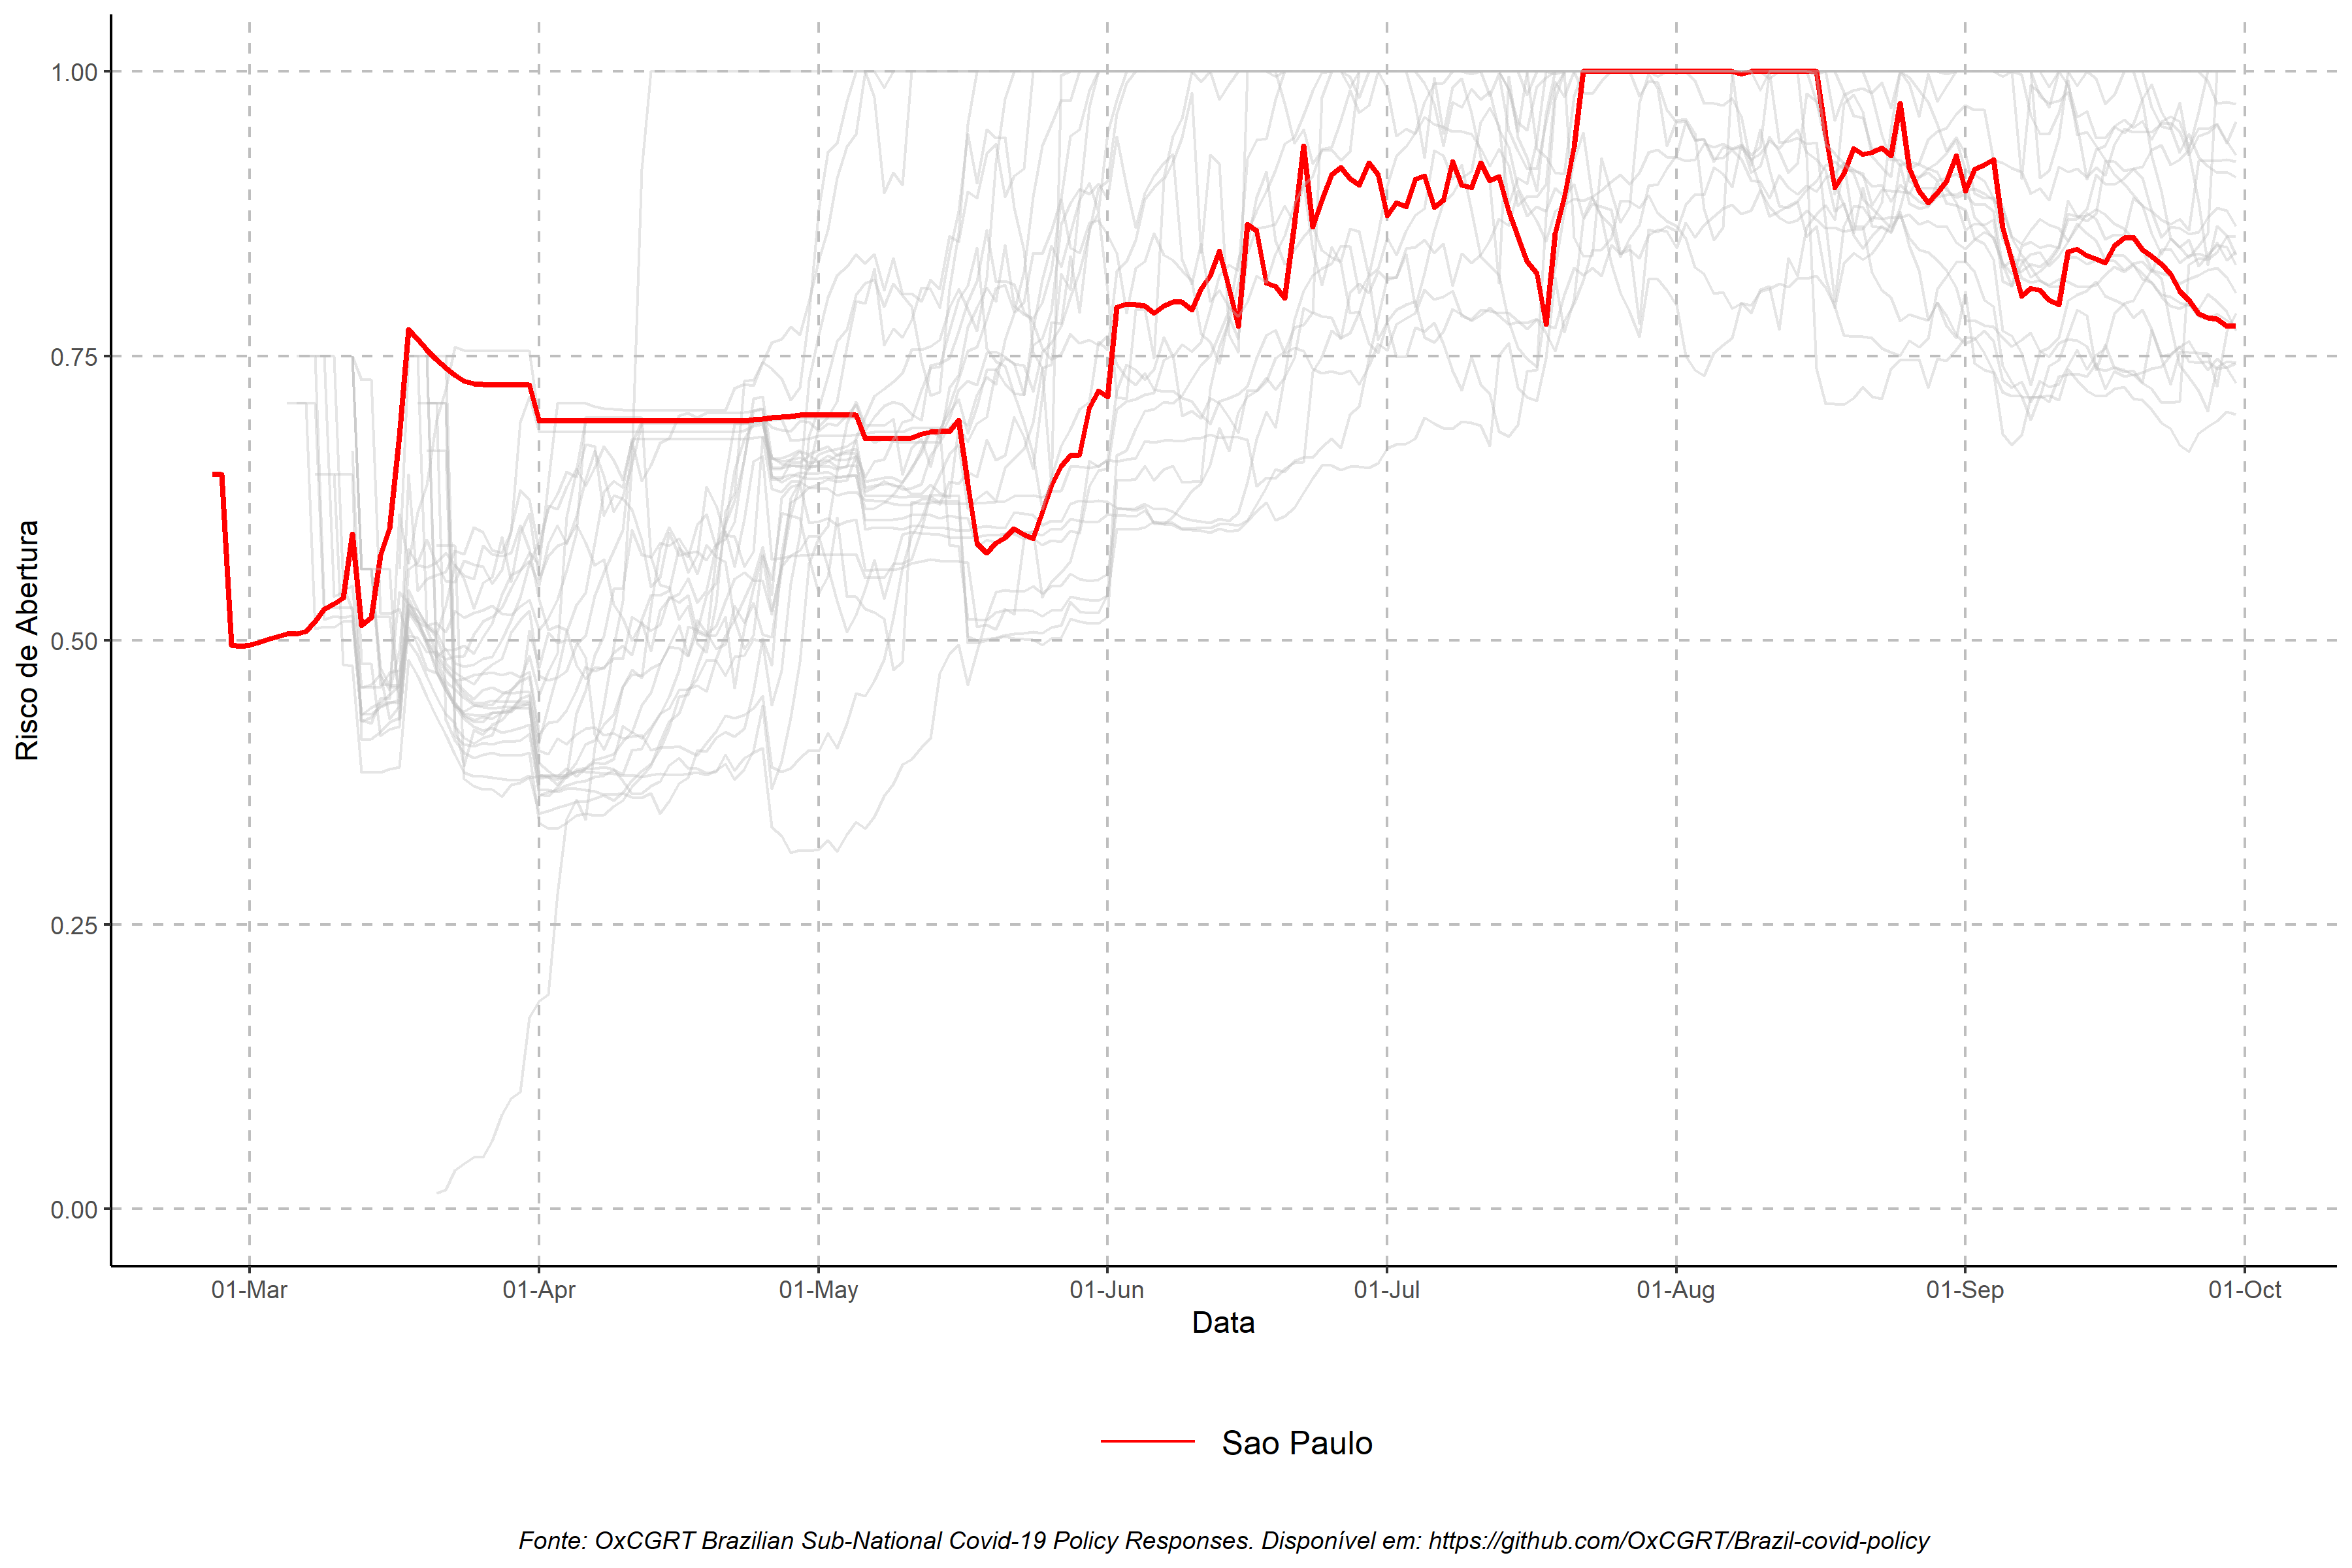 1.00
0.75
0.50
0.25
0.00
Risco de Abertura
01-Mar 01-Apr 01-May 01-Jun 01-Jul 01-Aug 01-Sep 01-Oct
Data
Sao Paulo
Fonte: OxCGRT Brazilian Sub-National Covid-19 Policy Responses. Disponível em: https://github.com/OxCGRT/Brazil-covid-policy